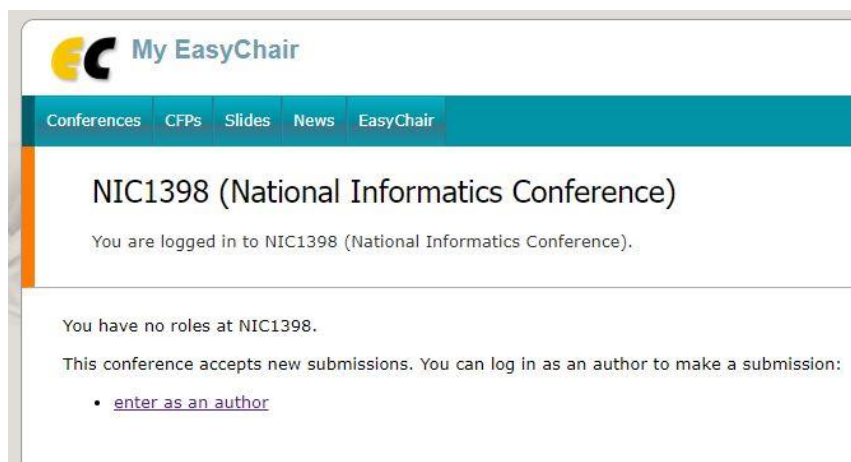 EC My EasyChair
Conferences CFPs Slides News EasyChair
NIC1398 (National Informatics Conference)
You are logged in to NIC1398 (National Informatics Conference).
You have no roles at NIC1398.
This conference accepts new submissions. You can log in as an author to make a submission:
• enter as an author